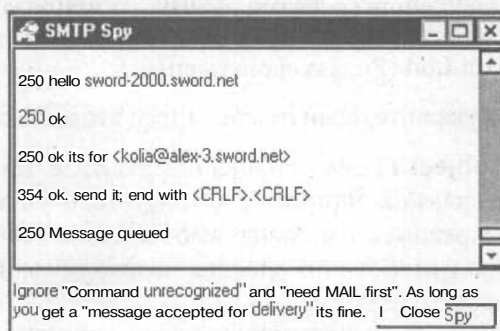 SMTP Spy
250 hello sword-2000.sword.net
250 ok
250 ok its for <kolia@alex-3.sword.net>
354 ok. send it; end with <CRLF>.<CRLF>
250 Message queued
Ignore "Command unrecognized" and "need MAIL first". As long as
you get a "message accepted for delivery" its fine. Close Spy